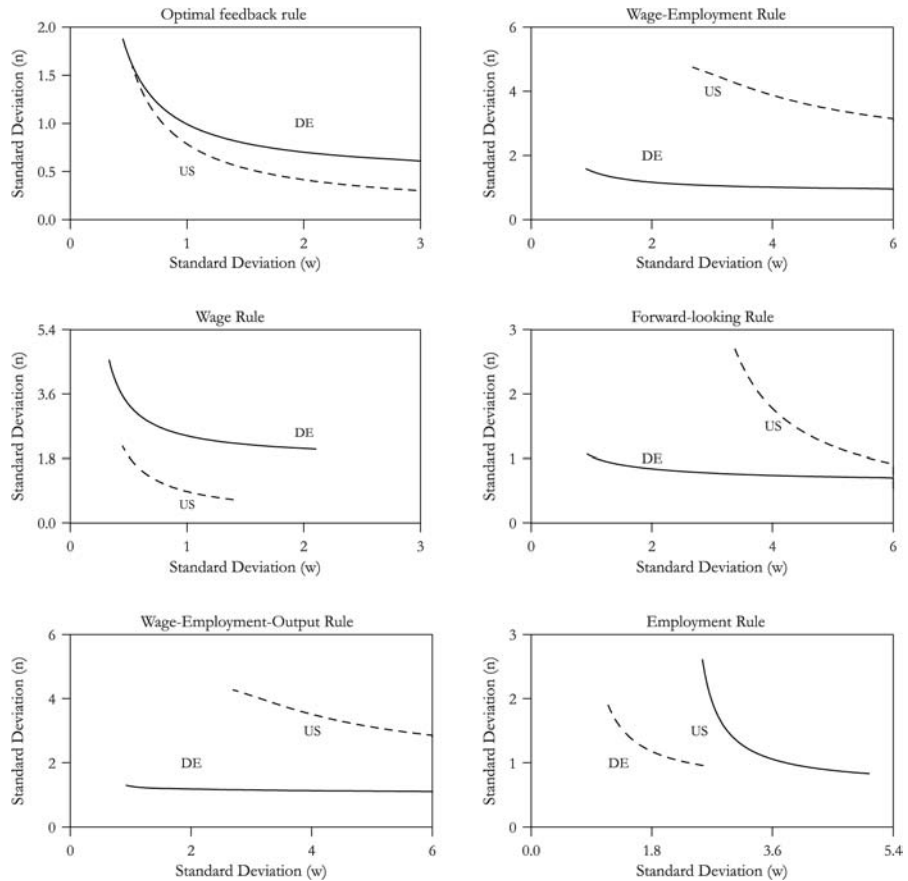 Optimal feedback rule
Standard Deviation (n)
2.0
1.5
1.0
0.5
0.0
DE
US
0
1
2
3
Standard Deviation (w)
Wage-Employment Rule
Standard Deviation (n)
6
4
2
0
US
DE
0
2
4
6
Standard Deviation (w)
Wage Rule
Standard Deviation (n)
5.4
3.6
1.8
0.0
DE
US
0
1
2
3
Standard Deviation (w)
Forward-looking Rule
Standard Deviation (n)
3
2
1
0
US
DE
0
2
4
6
Standard Deviation (w)
Wage-Employment-Output Rule
Standard Deviation (n)
6
4
2
0
US
DE
0
2
4
6
Standard Deviation (w)
Employment Rule
Standard Deviation (n)
3
2
1
0
US
DE
0.0
1.8
3.6
5.4
Standard Deviation (w)